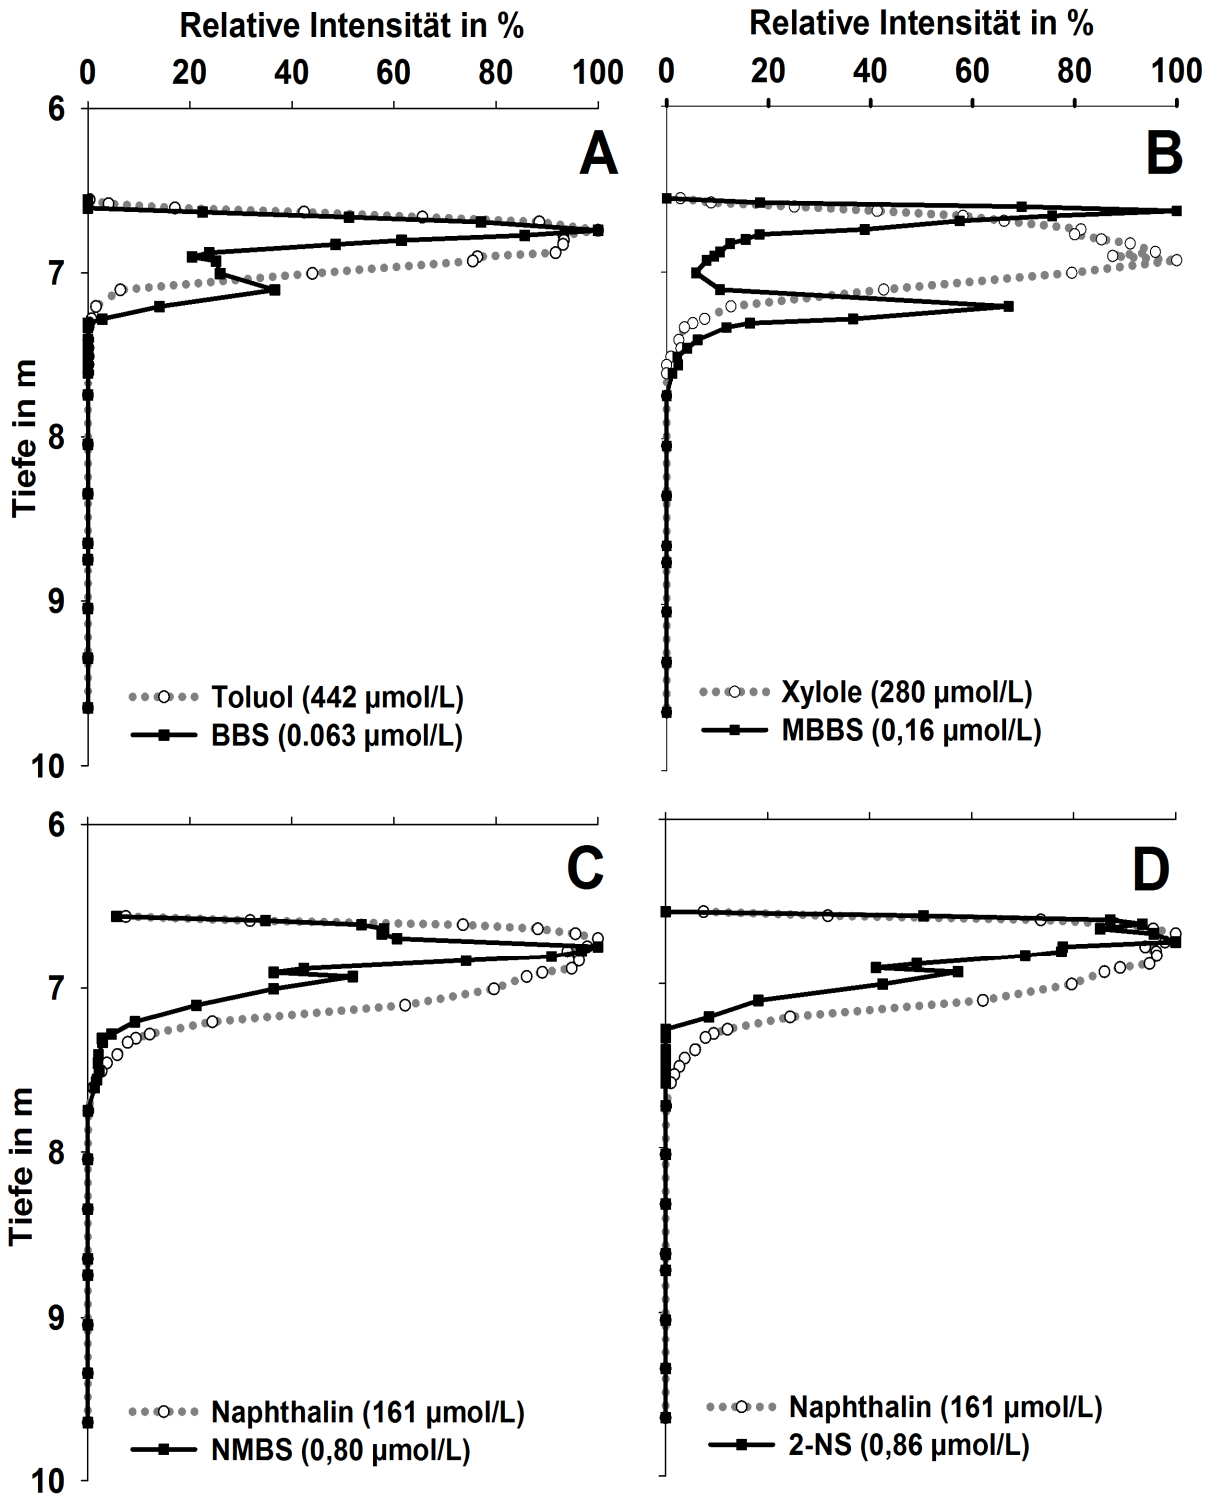 Relative Intensität in %
0 20 40 60 80 100
Relative Intensität in %
0 20 40 60 80 100
6
7
8
9
10
Tiefe in m
A
Toluol (442 µmol/L)
BBS (0.063 µmol/L)
B
Xylole (280 µmol/L)
MBBS (0,16 µmol/L)
6
7
8
9
10
Tiefe in m
C
Naphthalin (161 µmol/L)
NMBS (0,80 µmol/L)
D
Naphthalin (161 µmol/L)
2-NS (0,86 µmol/L)